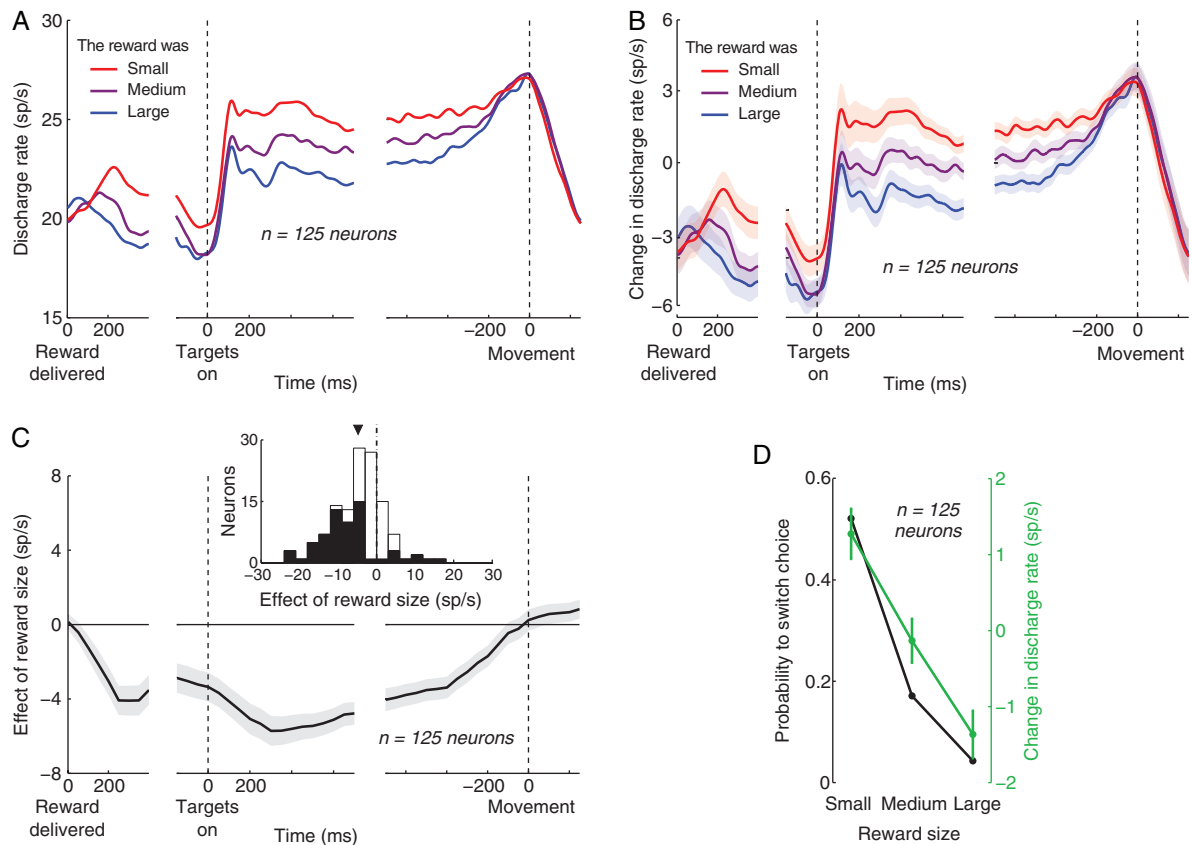 A
Discharge rate (sp/s)
30
25
20
15
The reward was
Small
Medium
Large
n = 125 neurons
0 200
0 200
−200 0
Reward delivered
Targets on
Movement
Time (ms)
B
Change in discharge rate (sp/s)
6
3
0
−3
−6
The reward was
Small
Medium
Large
n = 125 neurons
0 200
0 200
−200 0
Reward delivered
Targets on
Movement
Time (ms)
C
Effect of reward size (sp/s)
8
4
0
−4
−8
Neurons
30
15
0
−30 −20 −10 0 10 20 30
Effect of reward size (sp/s)
n = 125 neurons
0 200
0 200
−200 0
Reward delivered
Targets on
Movement
Time (ms)
D
Probability to switch choice
0.6
0.4
0.2
0
n = 125
neurons
2
1
0
−1
−2
Change in discharge rate (sp/s)
Small Medium Large
Reward size